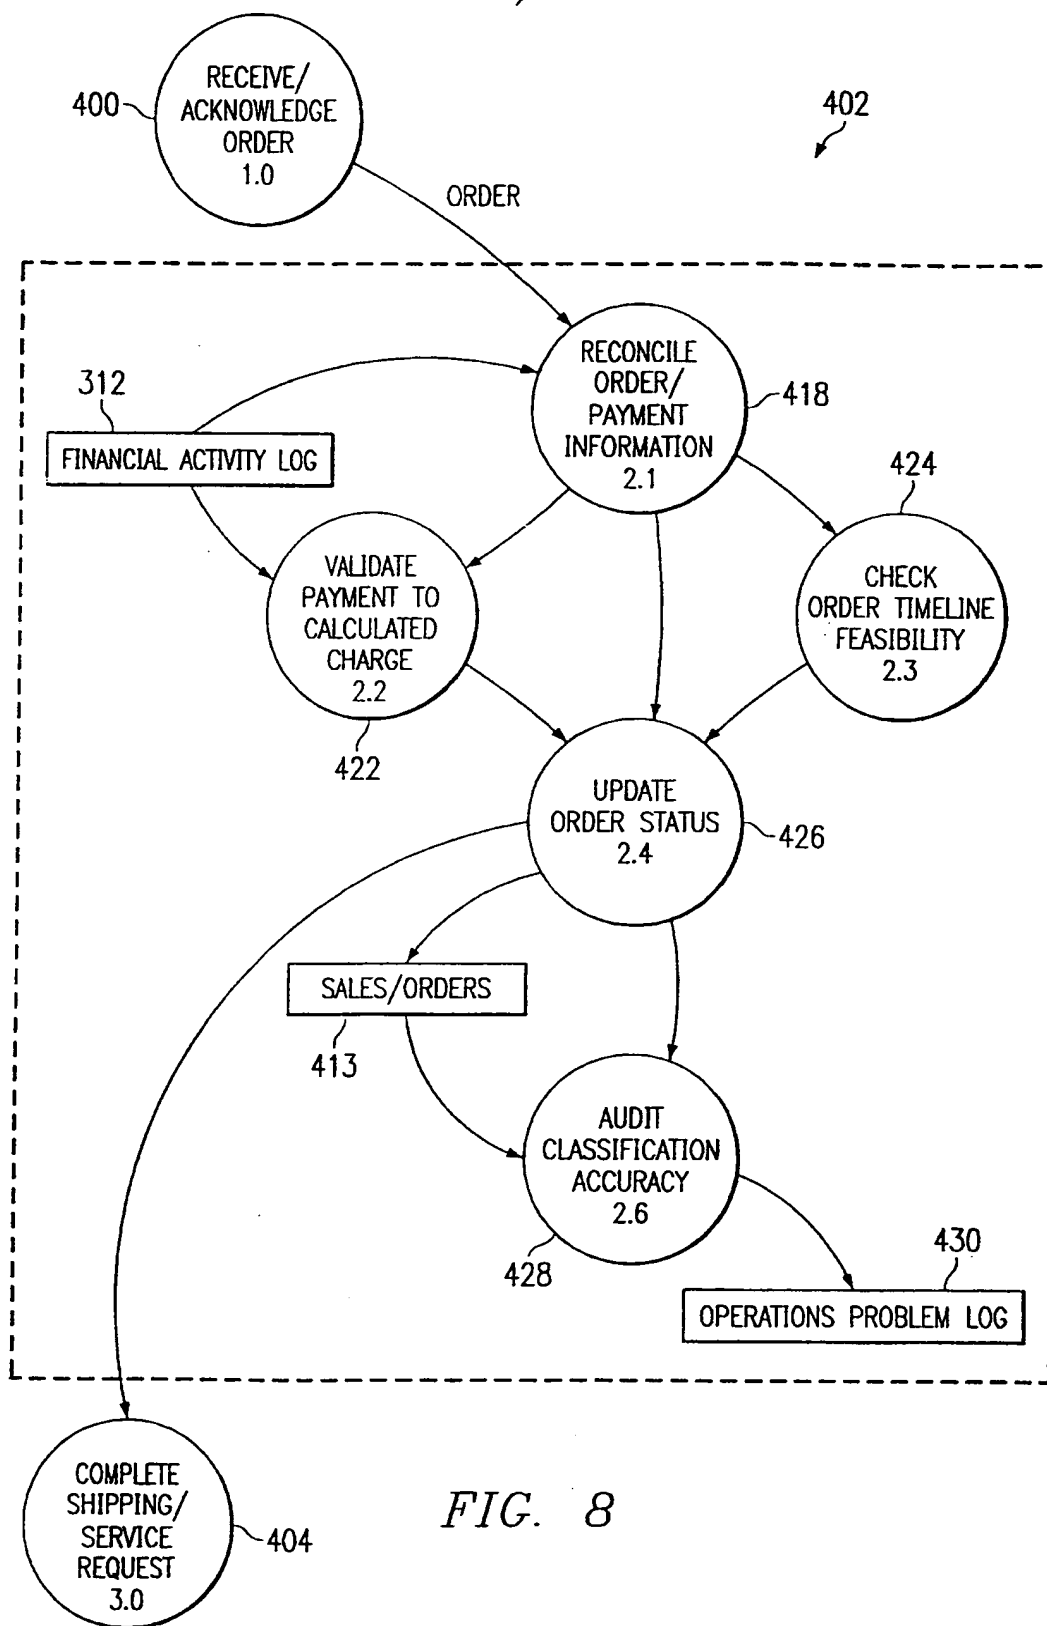 400
RECEIVE/
ACKNOWLEDGE
ORDER
1.0
402
ORDER
312
FINANCIAL ACTIVITY LOG
RECONCILE
ORDER/
PAYMENT
INFORMATION
2.1
418
424
VALIDATE
PAYMENT TO
CALCULATED
CHARGE
2.2
422
CHECK
ORDER TIMELINE
FEASIBILITY
2.3
UPDATE
ORDER STATUS
2.4
426
SALES/ORDERS
413
AUDIT
CLASSIFICATION
ACCURACY
2.6
428
430
OPERATIONS PROBLEM LOG
COMPLETE
SHIPPING/
SERVICE
REQUEST
3.0
404
FIG. 8